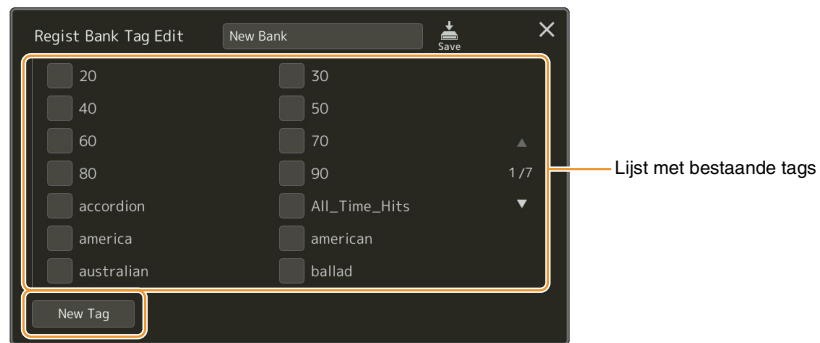 Regist Bank Tag Edit New Bank Save
20 30
40 50
60 70
80 90 1/7
accordion All_Time_Hits
america american
australian ballad
New Tag
Lijst met bestaande tags